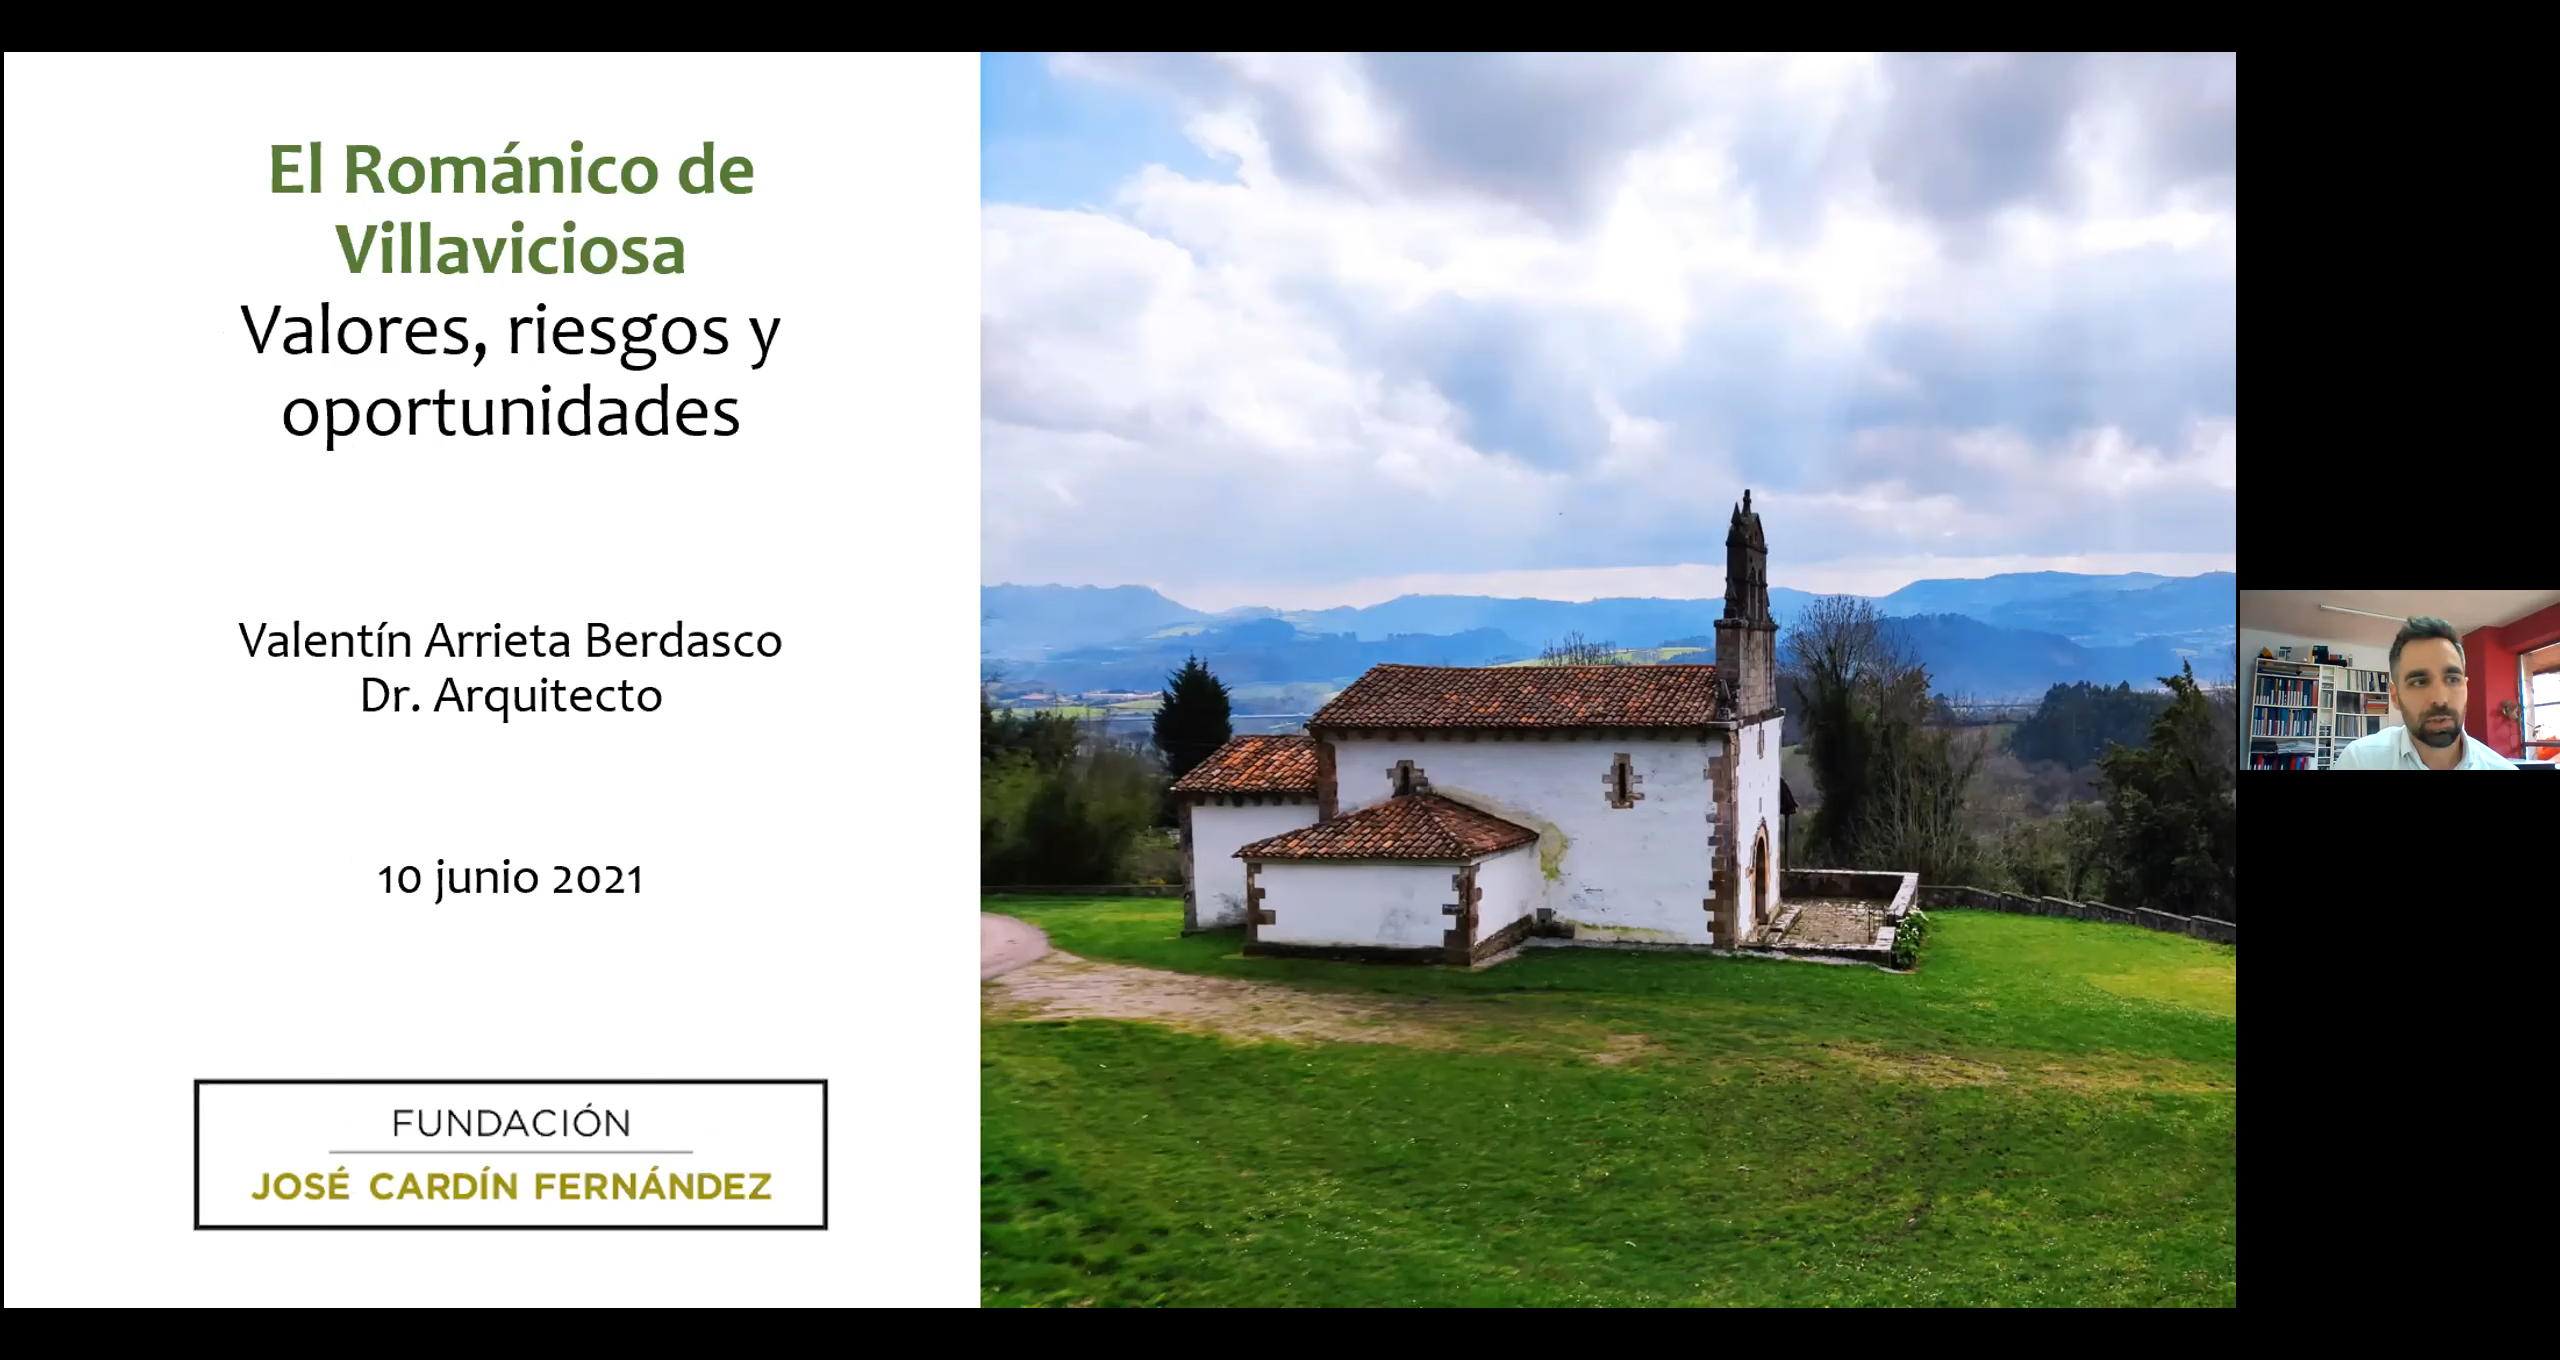 El Románico de
Villaviciosa
Valores, riesgos y
oportunidades
Valentín Arrieta Berdasco
Dr. Arquitecto
10 junio 2021
FUNDACIÓN
JOSÉ CARDÍN FERNÁNDEZ